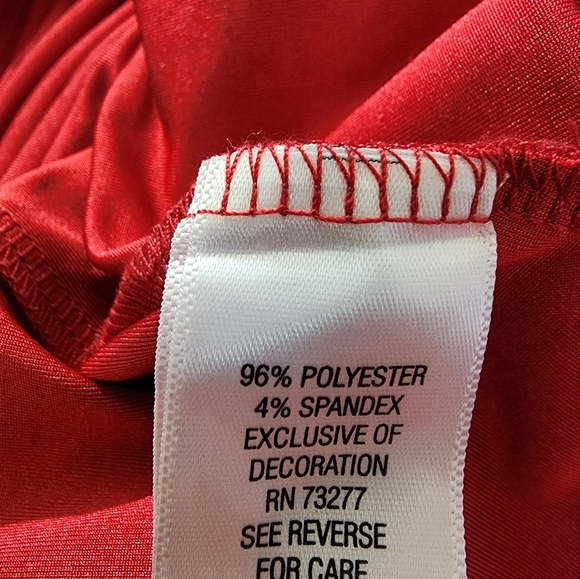 96% POLYESTER
4% SPANDEX
EXCLUSIVE OF
DECORATION
RN 73277
SEE REVERSE
FOR CARE